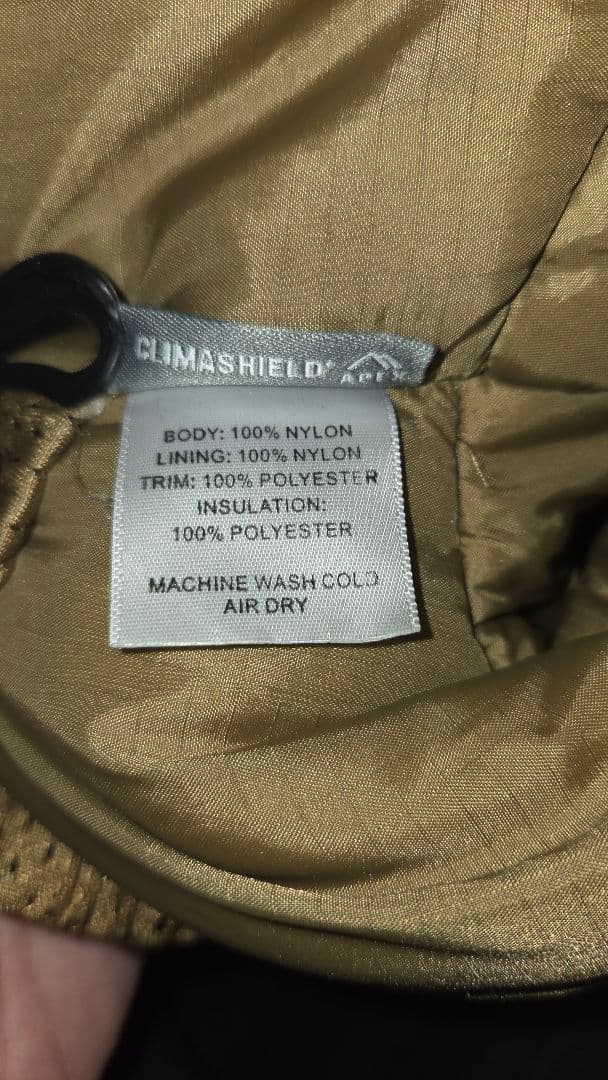 CLIMASHIELD® APEX
BODY: 100% NYLON
LINING: 100% NYLON
TRIM: 100% POLYESTER
INSULATION:
100% POLYESTER
MACHINE WASH COLD
AIR DRY